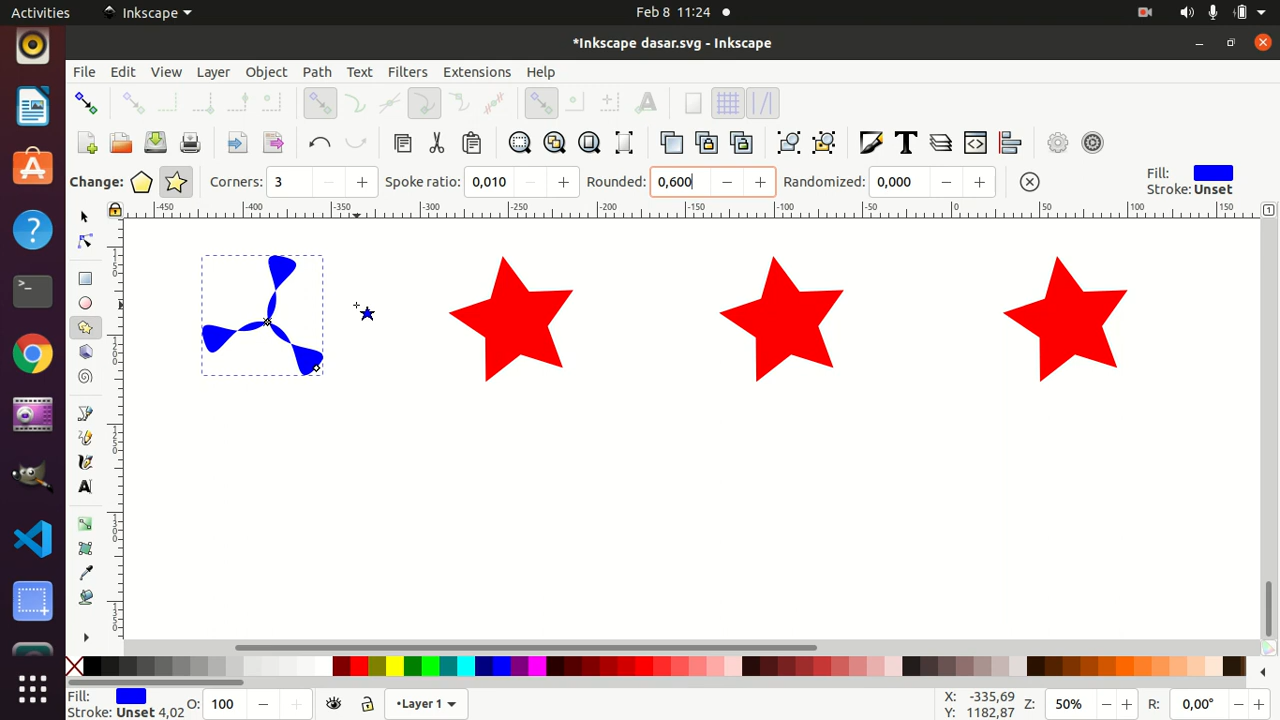 Activities Inkscape Feb 8 11:24
*Inkscape dasar.svg - Inkscape
File Edit View Layer Object Path Text Filters Extensions Help
Change: Corners: 3 Spoke ratio: 0,010 Rounded: 0,600 Randomized: 0,000 Fill:
Stroke: Unset
-450 -400 -350 -300 -250 -200 -150 -100 -50 0 50 100 150 1
Fill: O: 100 •Layer 1 X: -335,69 Z: 50% R: 0,00°
Stroke: Unset 4,02 Y: 1182,87